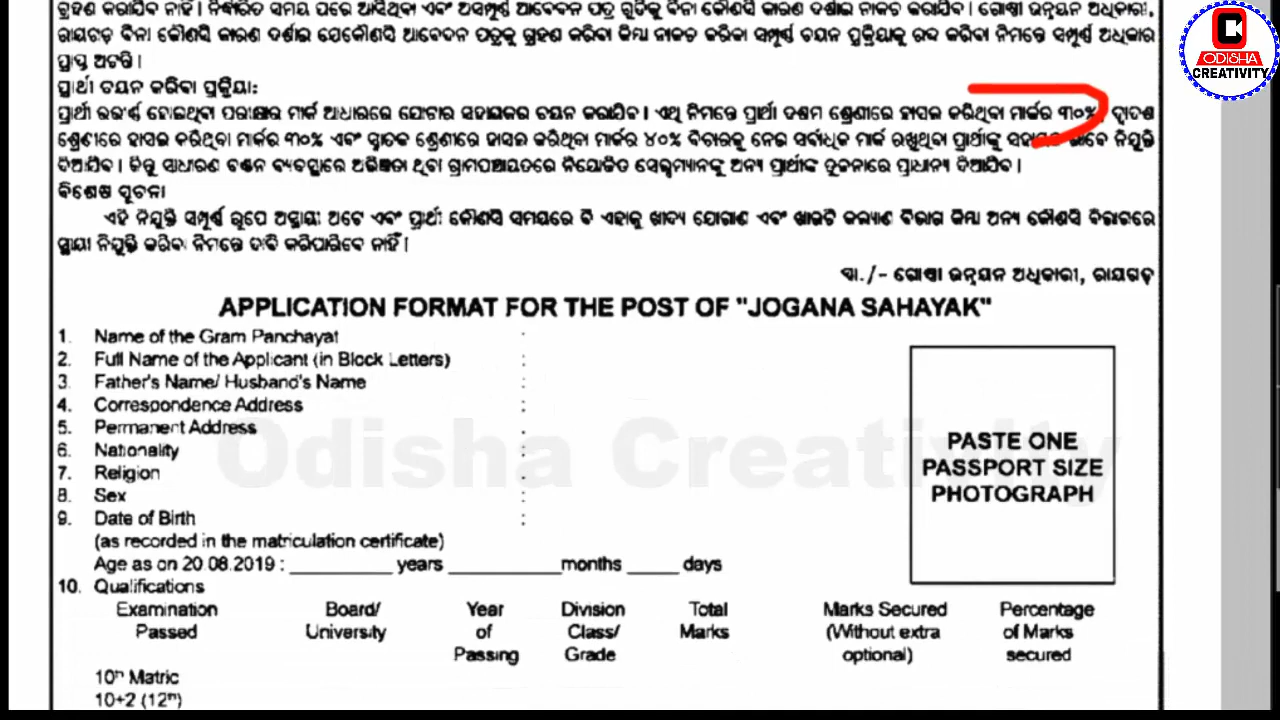 ଗ୍ରହଣ କରାଯିବ ନାହିଁ। ନିର୍ଦ୍ଧାରିତ ସମୟ ପରେ ଆସିଥିବା ଏବଂ ଅସମ୍ପୂର୍ଣ୍ଣ ଆବେଦନ ପତ୍ର ଗୁଡିକୁ ବିନା କୌଣସି କାରଣ ଦର୍ଶାଇ ନାକଚ କରାଯିବ। ଗୋଷ୍ଠୀ ଉନ୍ନୟନ ଅଧିକାରୀ,
ରାୟଗଡ଼ ବିନା କୌଣସି କାରଣ ଦର୍ଶାଇ ଯେକୌଣସି ଆବେଦନ ପତ୍ରକୁ ଗ୍ରହଣ କରିବା କିମ୍ବା ନାକଚ କରିବା ସମ୍ପୂର୍ଣ୍ଣ ଚୟନ ପ୍ରକ୍ରିୟାକୁ ରଦ୍ଦ କରିବା ନିମନ୍ତେ ସମ୍ପୂର୍ଣ୍ଣ ଅଧିକାର
ପ୍ରାପ୍ତ ଅଟନ୍ତି।
ପ୍ରାର୍ଥୀ ଚୟନ କରିବା ପ୍ରକ୍ରିୟା:
ପ୍ରାର୍ଥୀ ଉତ୍ତୀର୍ଣ୍ଣ ହୋଇଥିବା ପରୀକ୍ଷାର ମାର୍କ ଆଧାରରେ ଯୋଗାଣ ସହାୟକର ଚୟନ କରାଯିବ। ଏଥି ନିମନ୍ତେ ପ୍ରାର୍ଥୀ ଦଶମ ଶ୍ରେଣୀରେ ହାସଲ କରିଥିବା ମାର୍କର ୩୦%, ଦ୍ୱାଦଶ
ଶ୍ରେଣୀରେ ହାସଲ କରିଥିବା ମାର୍କର ୩୦% ଏବଂ ସ୍ନାତକ ଶ୍ରେଣୀରେ ହାସଲ କରିଥିବା ମାର୍କର ୪୦% ବିଚାରକୁ ନେଇ ସର୍ବାଧିକ ମାର୍କ ରଖିଥିବା ପ୍ରାର୍ଥୀଙ୍କୁ ସହାୟକ ଭାବେ ନିଯୁକ୍ତି
ଦିଆଯିବ। କିନ୍ତୁ ସାଧାରଣ ବଣ୍ଟନ ବ୍ୟବସ୍ଥାରେ ଅଭିଜ୍ଞତା ଥିବା ଗ୍ରାମପଞ୍ଚାୟତରେ ନିୟୋଜିତ ସେଲ୍ସମ୍ୟାନଙ୍କୁ ଅନ୍ୟ ପ୍ରାର୍ଥୀଙ୍କ ତୁଳନାରେ ପ୍ରାଧାନ୍ୟ ଦିଆଯିବ।
ବିଶେଷ ସୂଚନା
ଏହି ନିଯୁକ୍ତି ସମ୍ପୂର୍ଣ୍ଣ ରୂପେ ଅସ୍ଥାୟୀ ଅଟେ ଏବଂ ପ୍ରାର୍ଥୀ କୌଣସି ସମୟରେ ବି ଏହାକୁ ଖାଦ୍ୟ ଯୋଗାଣ ଏବଂ ଖାଉଟି କଲ୍ୟାଣ ବିଭାଗ କିମ୍ବା ଅନ୍ୟ କୌଣସି ବିଭାଗରେ
ସ୍ଥାୟୀ ନିଯୁକ୍ତି କରିବା ନିମନ୍ତେ ଦାବି କରିପାରିବେ ନାହିଁ।
ସ୍ୱା./- ଗୋଷ୍ଠୀ ଉନ୍ନୟନ ଅଧିକାରୀ, ରାୟଗଡ଼
APPLICATION FORMAT FOR THE POST OF "JOGANA SAHAYAK"
1. Name of the Gram Panchayat :
2. Full Name of the Applicant (in Block Letters) :
3. Father's Name/ Husband's Name :
4. Correspondence Address :
5. Permanent Address :
6. Nationality :
7. Religion :
8. Sex :
9. Date of Birth :
(as recorded in the matriculation certificate)
Age as on 20.08.2019 : __________ years ___________months _____ days
PASTE ONE
PASSPORT SIZE
PHOTOGRAPH
10. Qualifications
Examination Board/ Year Division Total Marks Secured Percentage
Passed University of Class/ Marks (Without extra of Marks
Passing Grade optional) secured
10th Matric
10+2 (12th)
Odisha Creativity
C
ODISHA
CREATIVITY